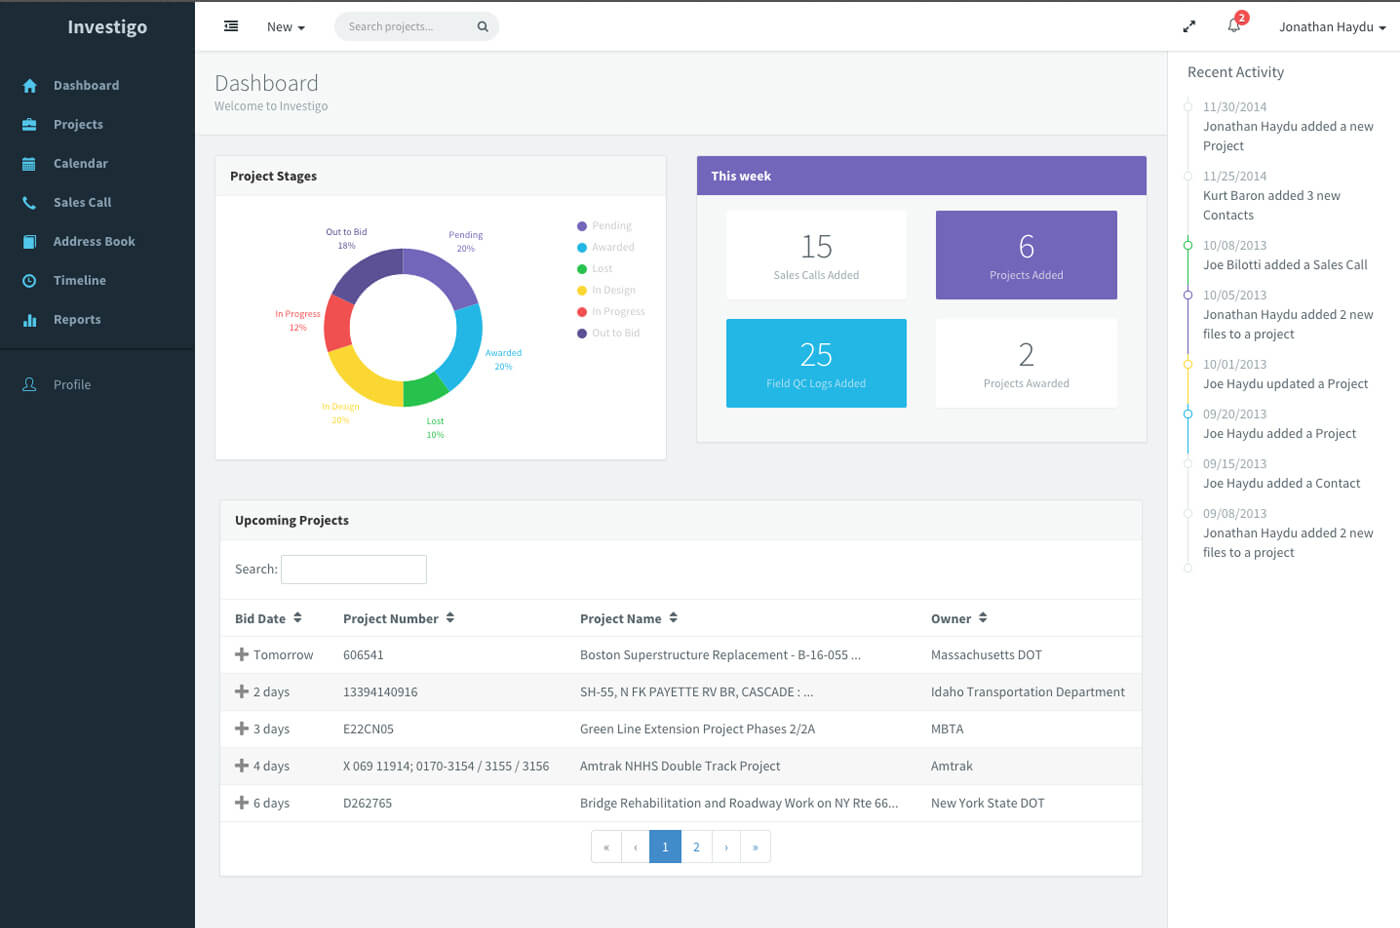 Investigo
Dashboard
Projects
Calendar
Sales Call
Address Book
Timeline
Reports
Profile
New
Search projects...
2
Jonathan Haydu
Dashboard
Welcome to Investigo
Project Stages
Out to Bid
18%
Pending
20%
In Progress
12%
Awarded
20%
In Design
20%
Lost
10%
Pending
Awarded
Lost
In Design
In Progress
Out to Bid
This week
15
Sales Calls Added
6
Projects Added
25
Field QC Logs Added
2
Projects Awarded
Upcoming Projects
Search:
Bid Date Project Number Project Name Owner
Tomorrow 606541 Boston Superstructure Replacement - B-16-055 ... Massachusetts DOT
2 days 13394140916 SH-55, N FK PAYETTE RV BR, CASCADE : ... Idaho Transportation Department
3 days E22CN05 Green Line Extension Project Phases 2/2A MBTA
4 days X 069 11914; 0170-3154 / 3155 / 3156 Amtrak NHHS Double Track Project Amtrak
6 days D262765 Bridge Rehabilitation and Roadway Work on NY Rte 66... New York State DOT
« ‹ 1 2 › »
Recent Activity
11/30/2014
Jonathan Haydu added a new
Project
11/25/2014
Kurt Baron added 3 new
Contacts
10/08/2013
Joe Bilotti added a Sales Call
10/05/2013
Jonathan Haydu added 2 new
files to a project
10/01/2013
Joe Haydu updated a Project
09/20/2013
Joe Haydu added a Project
09/15/2013
Joe Haydu added a Contact
09/08/2013
Jonathan Haydu added 2 new
files to a project